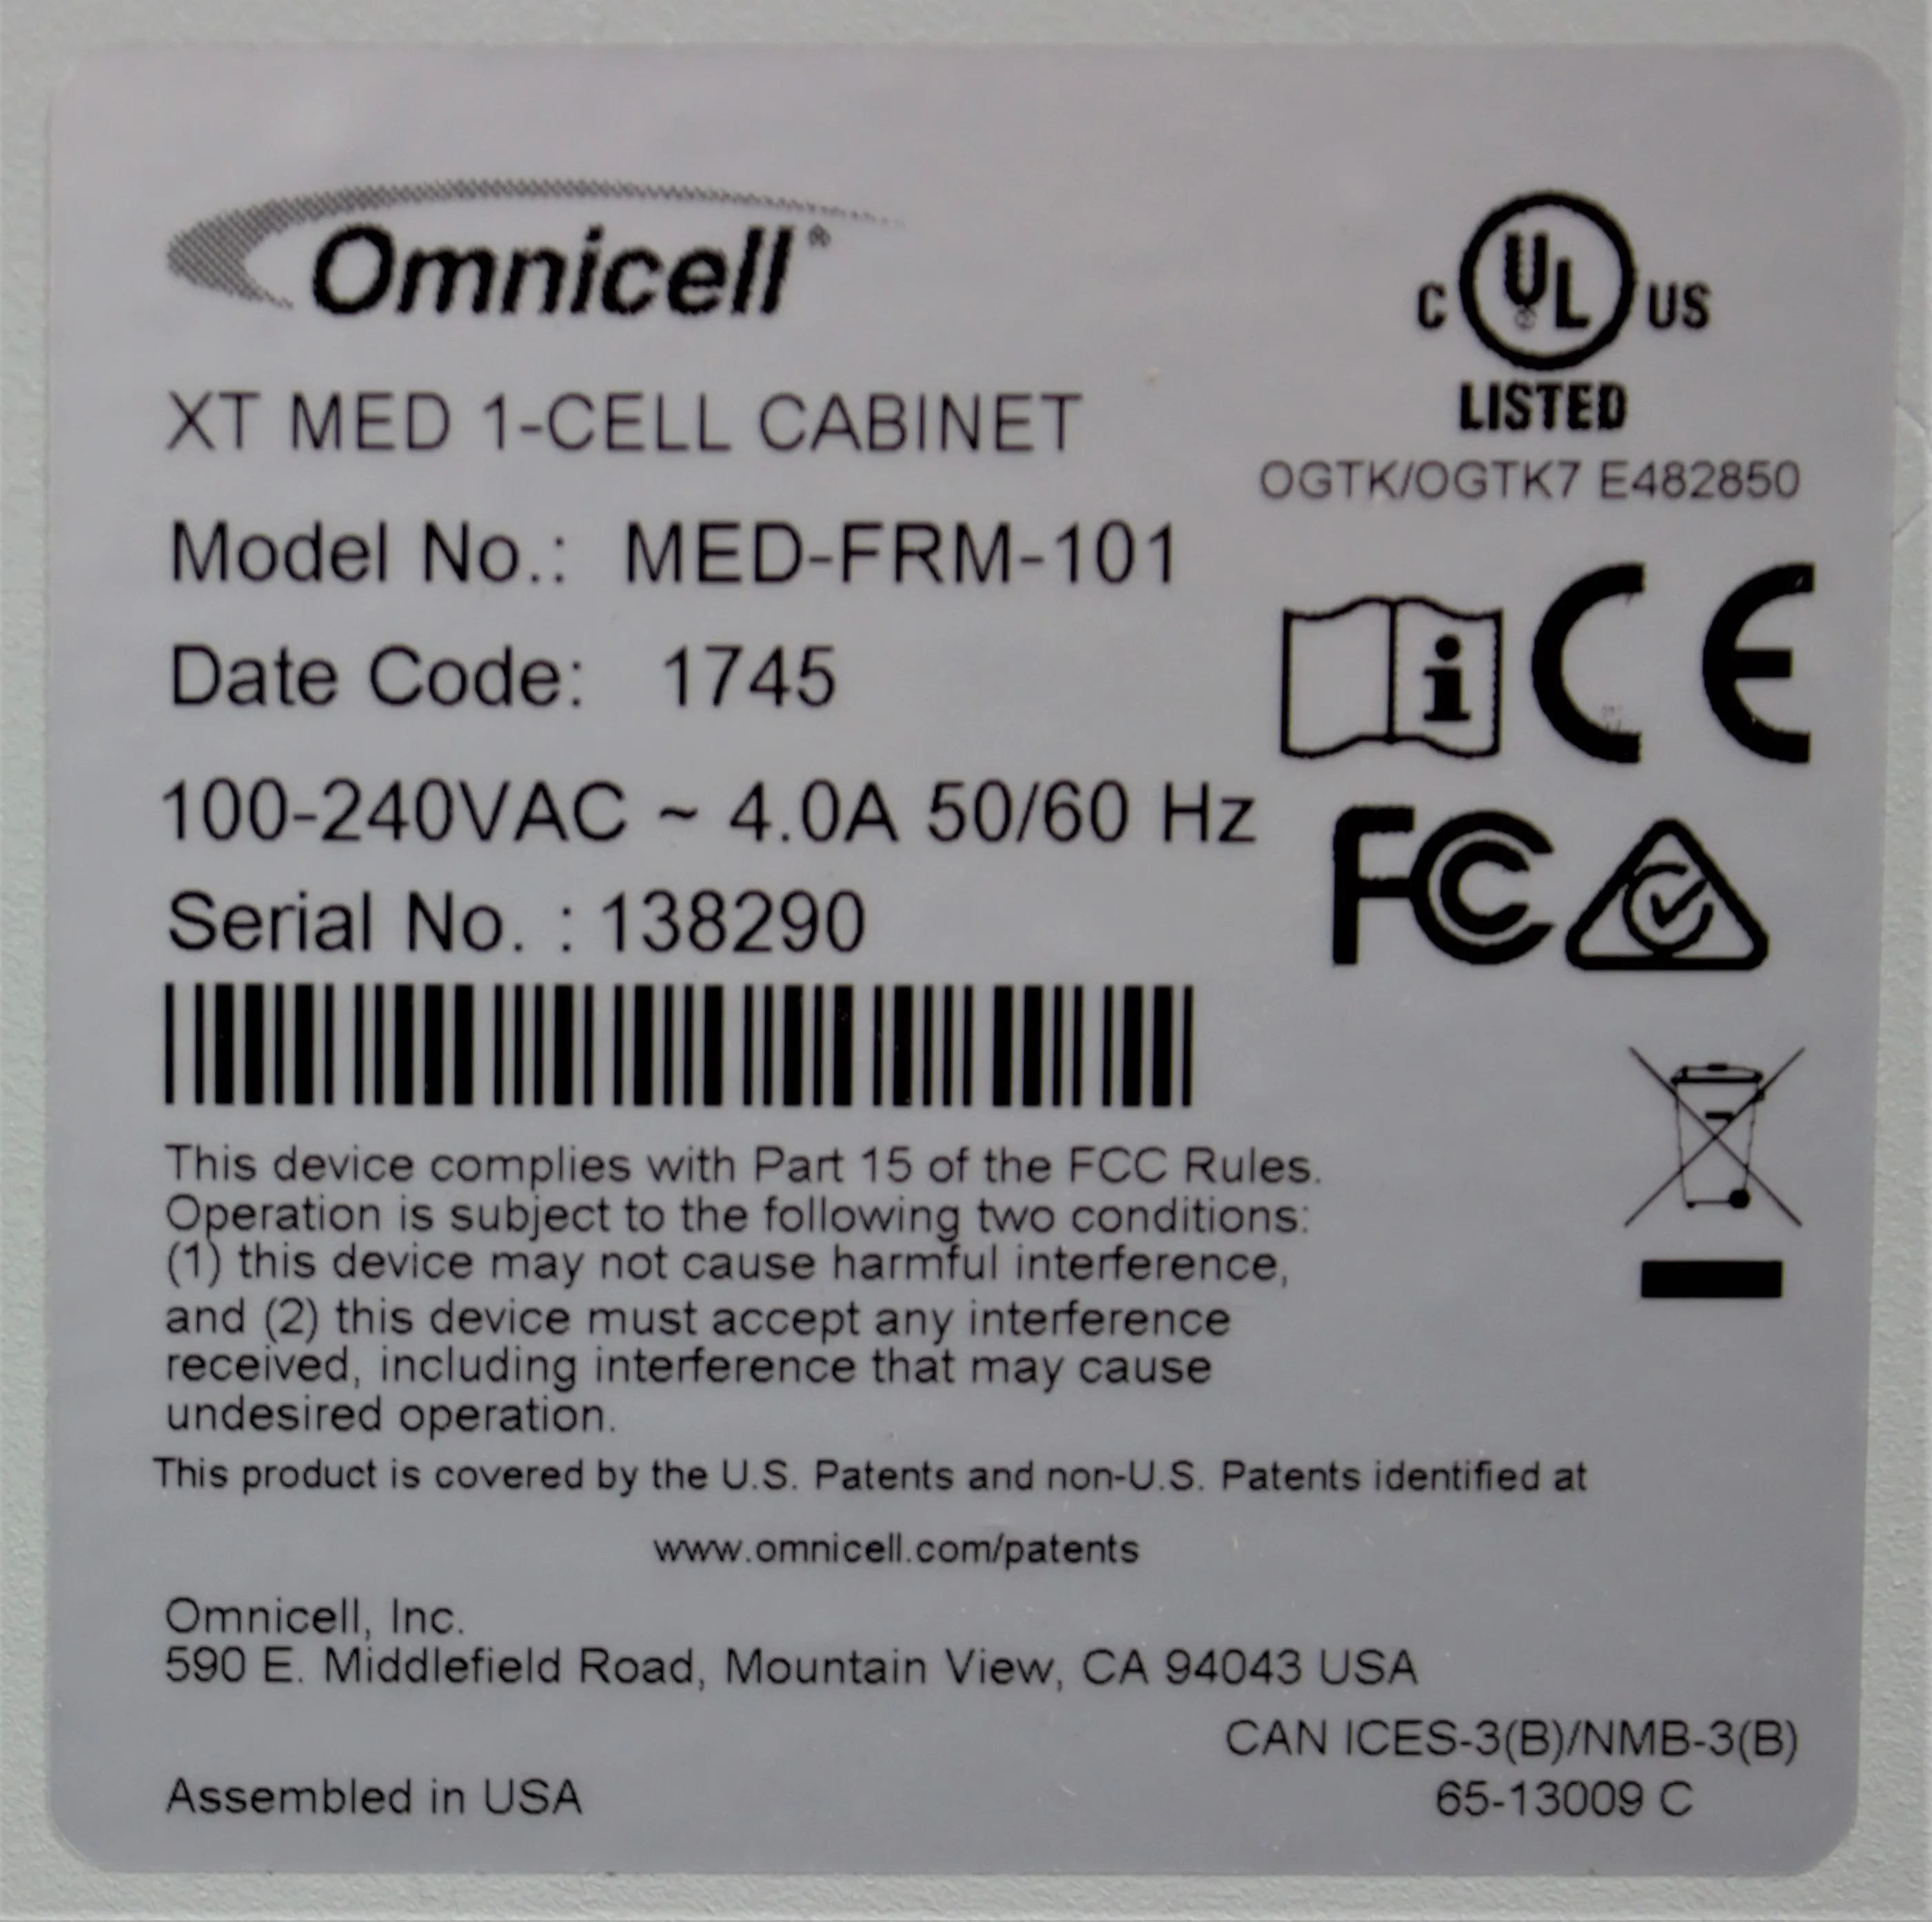 Omnicell®
C UL® US
LISTED
OGTK/OGTK7 E482850
XT MED 1-CELL CABINET
Model No.: MED-FRM-101
Date Code: 1745
100-240VAC ~ 4.0A 50/60 Hz
Serial No. : 138290
i
CE
FC
This device complies with Part 15 of the FCC Rules.
Operation is subject to the following two conditions:
(1) this device may not cause harmful interference,
and (2) this device must accept any interference
received, including interference that may cause
undesired operation.
This product is covered by the U.S. Patents and non-U.S. Patents identified at
www.omnicell.com/patents
Omnicell, Inc.
590 E. Middlefield Road, Mountain View, CA 94043 USA
CAN ICES-3(B)/NMB-3(B)
Assembled in USA
65-13009 C